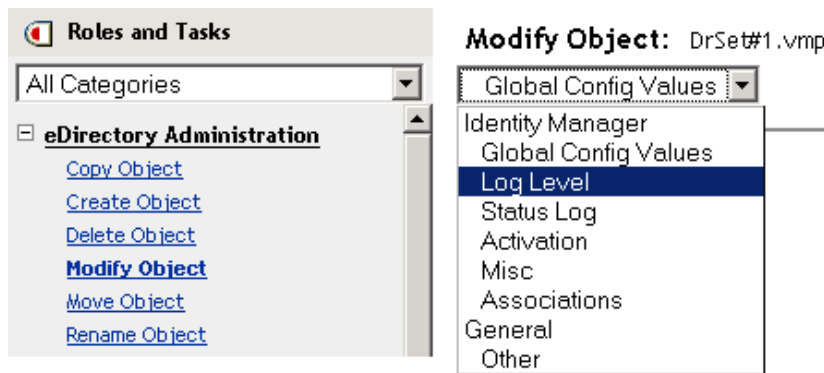 Roles and Tasks
All Categories
eDirectory Administration
Copy Object
Create Object
Delete Object
Modify Object
Move Object
Rename Object
Modify Object: DrSet#1.vmp
Global Config Values
Identity Manager
Global Config Values
Log Level
Status Log
Activation
Misc
Associations
General
Other